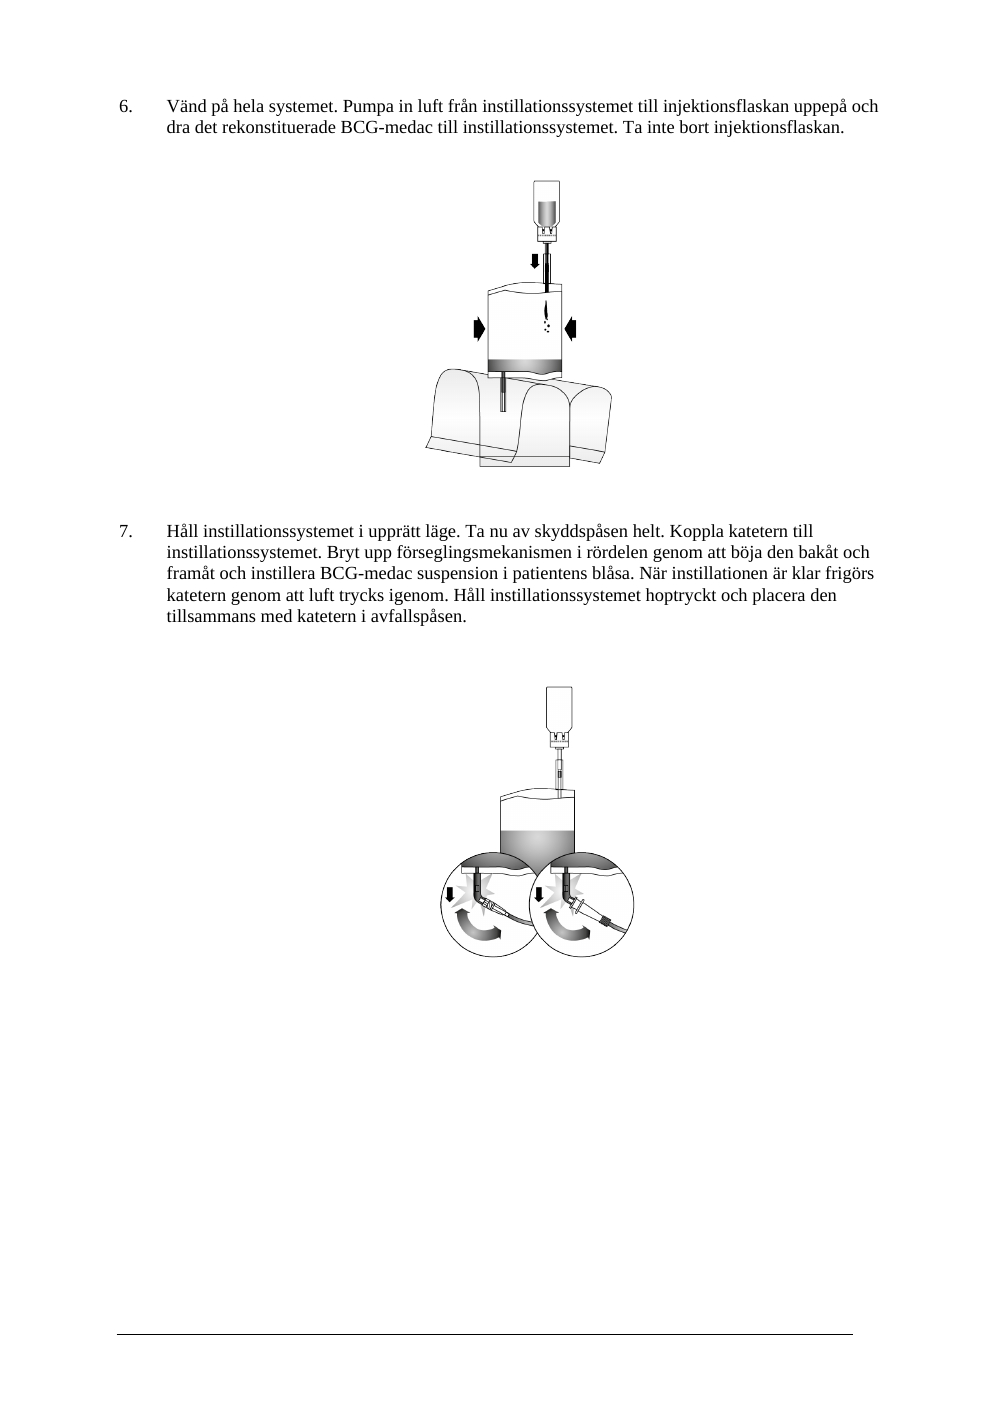 6. Vänd på hela systemet. Pumpa in luft från instillationssystemet till injektionsflaskan uppepå och
dra det rekonstituerade BCG-medac till instillationssystemet. Ta inte bort injektionsflaskan.
7. Håll instillationssystemet i upprätt läge. Ta nu av skyddspåsen helt. Koppla katetern till
instillationssystemet. Bryt upp förseglingsmekanismen i rördelen genom att böja den bakåt och
framåt och instillera BCG-medac suspension i patientens blåsa. När instillationen är klar frigörs
katetern genom att luft trycks igenom. Håll instillationssystemet hoptryckt och placera den
tillsammans med katetern i avfallspåsen.